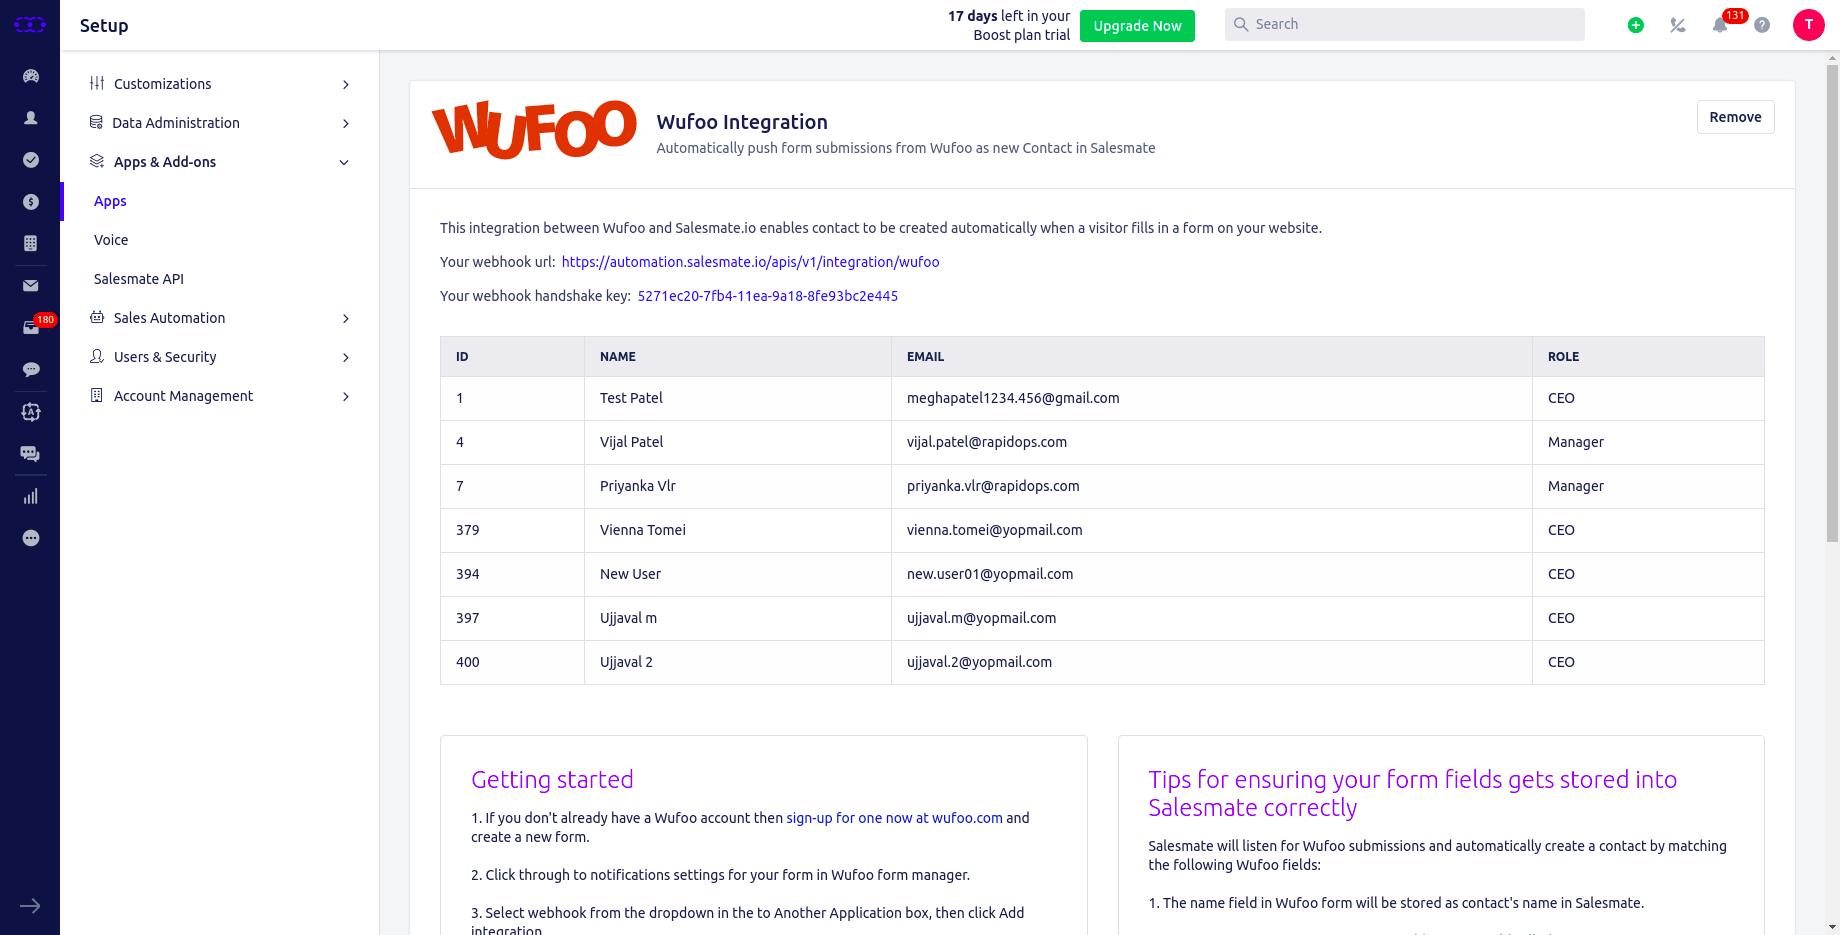 Setup
17 days left in your
Boost plan trial
Upgrade Now
Search
131
?
T
180
Customizations
Data Administration
Apps & Add-ons
Apps
Voice
Salesmate API
Sales Automation
Users & Security
Account Management
WUFOO
Wufoo Integration
Automatically push form submissions from Wufoo as new Contact in Salesmate
Remove
This integration between Wufoo and Salesmate.io enables contact to be created automatically when a visitor fills in a form on your website.
Your webhook url: https://automation.salesmate.io/apis/v1/integration/wufoo
Your webhook handshake key: 5271ec20-7fb4-11ea-9a18-8fe93bc2e445
ID NAME EMAIL ROLE
1 Test Patel meghapatel1234.456@gmail.com CEO
4 Vijal Patel vijal.patel@rapidops.com Manager
7 Priyanka Vlr priyanka.vlr@rapidops.com Manager
379 Vienna Tomei vienna.tomei@yopmail.com CEO
394 New User new.user01@yopmail.com CEO
397 Ujjaval m ujjaval.m@yopmail.com CEO
400 Ujjaval 2 ujjaval.2@yopmail.com CEO
Getting started
1. If you don't already have a Wufoo account then sign-up for one now at wufoo.com and
create a new form.
2. Click through to notifications settings for your form in Wufoo form manager.
3. Select webhook from the dropdown in the to Another Application box, then click Add
integration
Tips for ensuring your form fields gets stored into
Salesmate correctly
Salesmate will listen for Wufoo submissions and automatically create a contact by matching
the following Wufoo fields:
1. The name field in Wufoo form will be stored as contact's name in Salesmate.